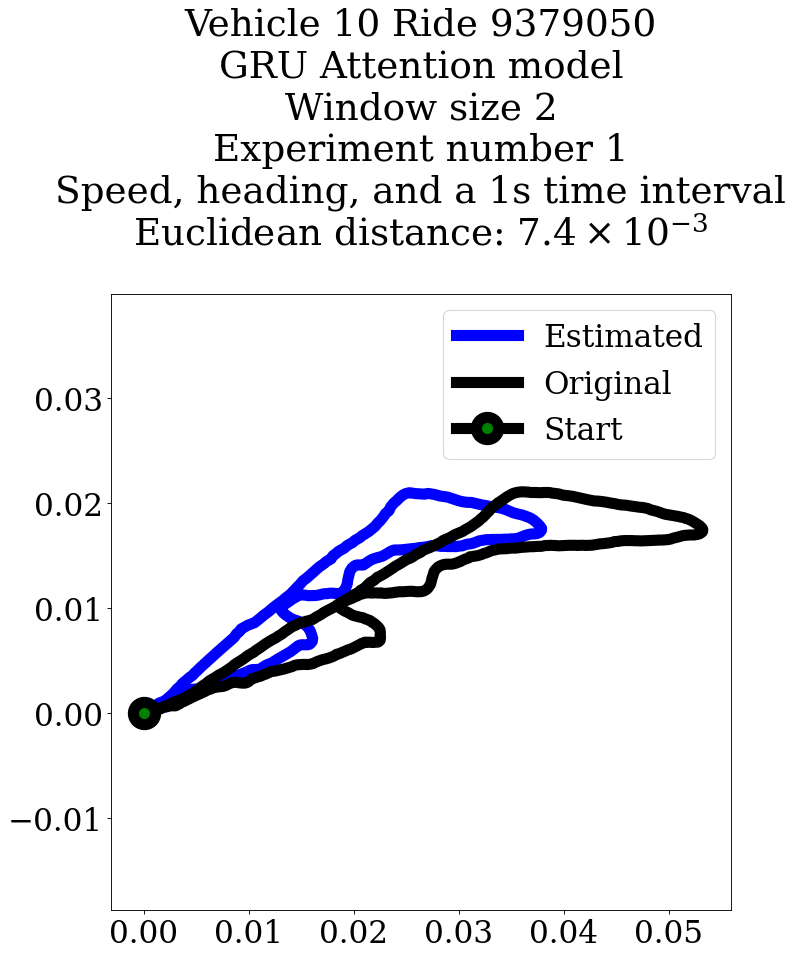 Vehicle 10 Ride 9379050
GRU Attention model
Window size 2
Experiment number 1
Speed, heading, and a 1s time interval
Euclidean distance: 7.4 × 10⁻³
Estimated
Original
Start
0.03
0.02
0.01
0.00
−0.01
0.00 0.01 0.02 0.03 0.04 0.05